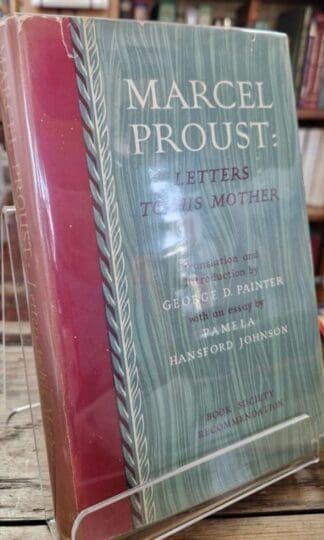 MARCEL
PROUST:
LETTERS
TO HIS MOTHER
Translation and
introduction by
GEORGE D. PAINTER
with an essay by
PAMELA
HANSFORD JOHNSON
BOOK SOCIETY
RECOMMENDATION
PROUST: